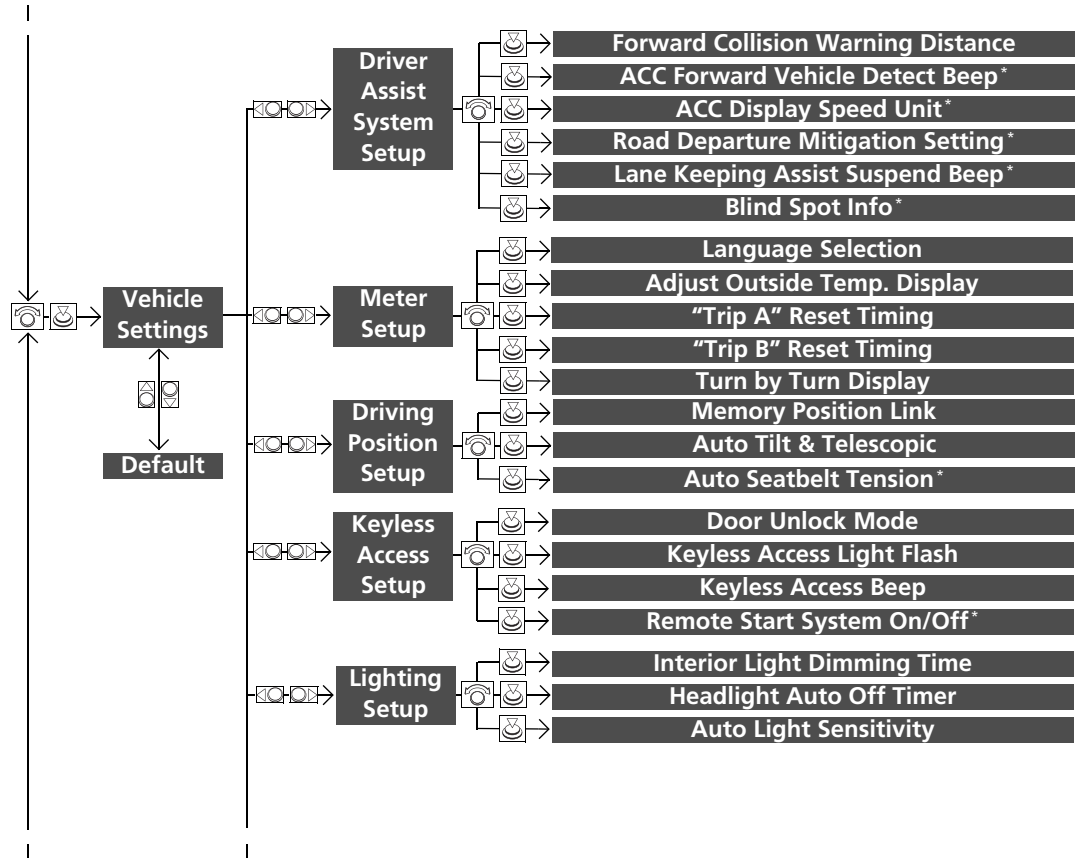 Driver
Assist
System
Setup
Forward Collision Warning Distance
ACC Forward Vehicle Detect Beep*
ACC Display Speed Unit*
Road Departure Mitigation Setting*
Lane Keeping Assist Suspend Beep*
Blind Spot Info*
Vehicle
Settings
Default
Meter
Setup
Language Selection
Adjust Outside Temp. Display
“Trip A” Reset Timing
“Trip B” Reset Timing
Turn by Turn Display
Driving
Position
Setup
Memory Position Link
Auto Tilt & Telescopic
Auto Seatbelt Tension*
Keyless
Access
Setup
Door Unlock Mode
Keyless Access Light Flash
Keyless Access Beep
Remote Start System On/Off*
Lighting
Setup
Interior Light Dimming Time
Headlight Auto Off Timer
Auto Light Sensitivity